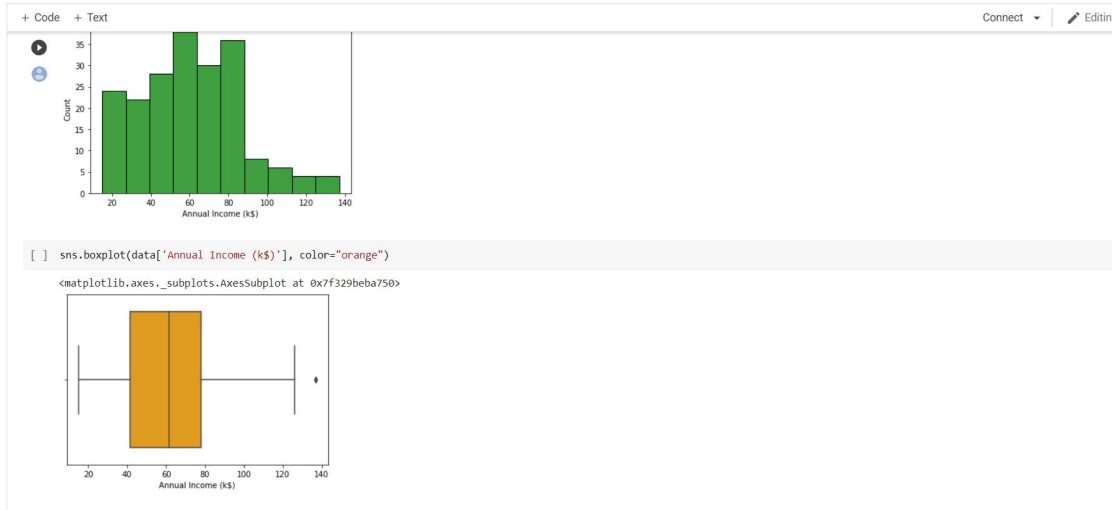 + Code + Text
Connect
Editin
35
30
25
20
15
10
5
0
Count
20 40 60 80 100 120 140
Annual Income (k$)
[ ] sns.boxplot(data['Annual Income (k$)'], color="orange")
<matplotlib.axes._subplots.AxesSubplot at 0x7f329beba750>
20 40 60 80 100 120 140
Annual Income (k$)